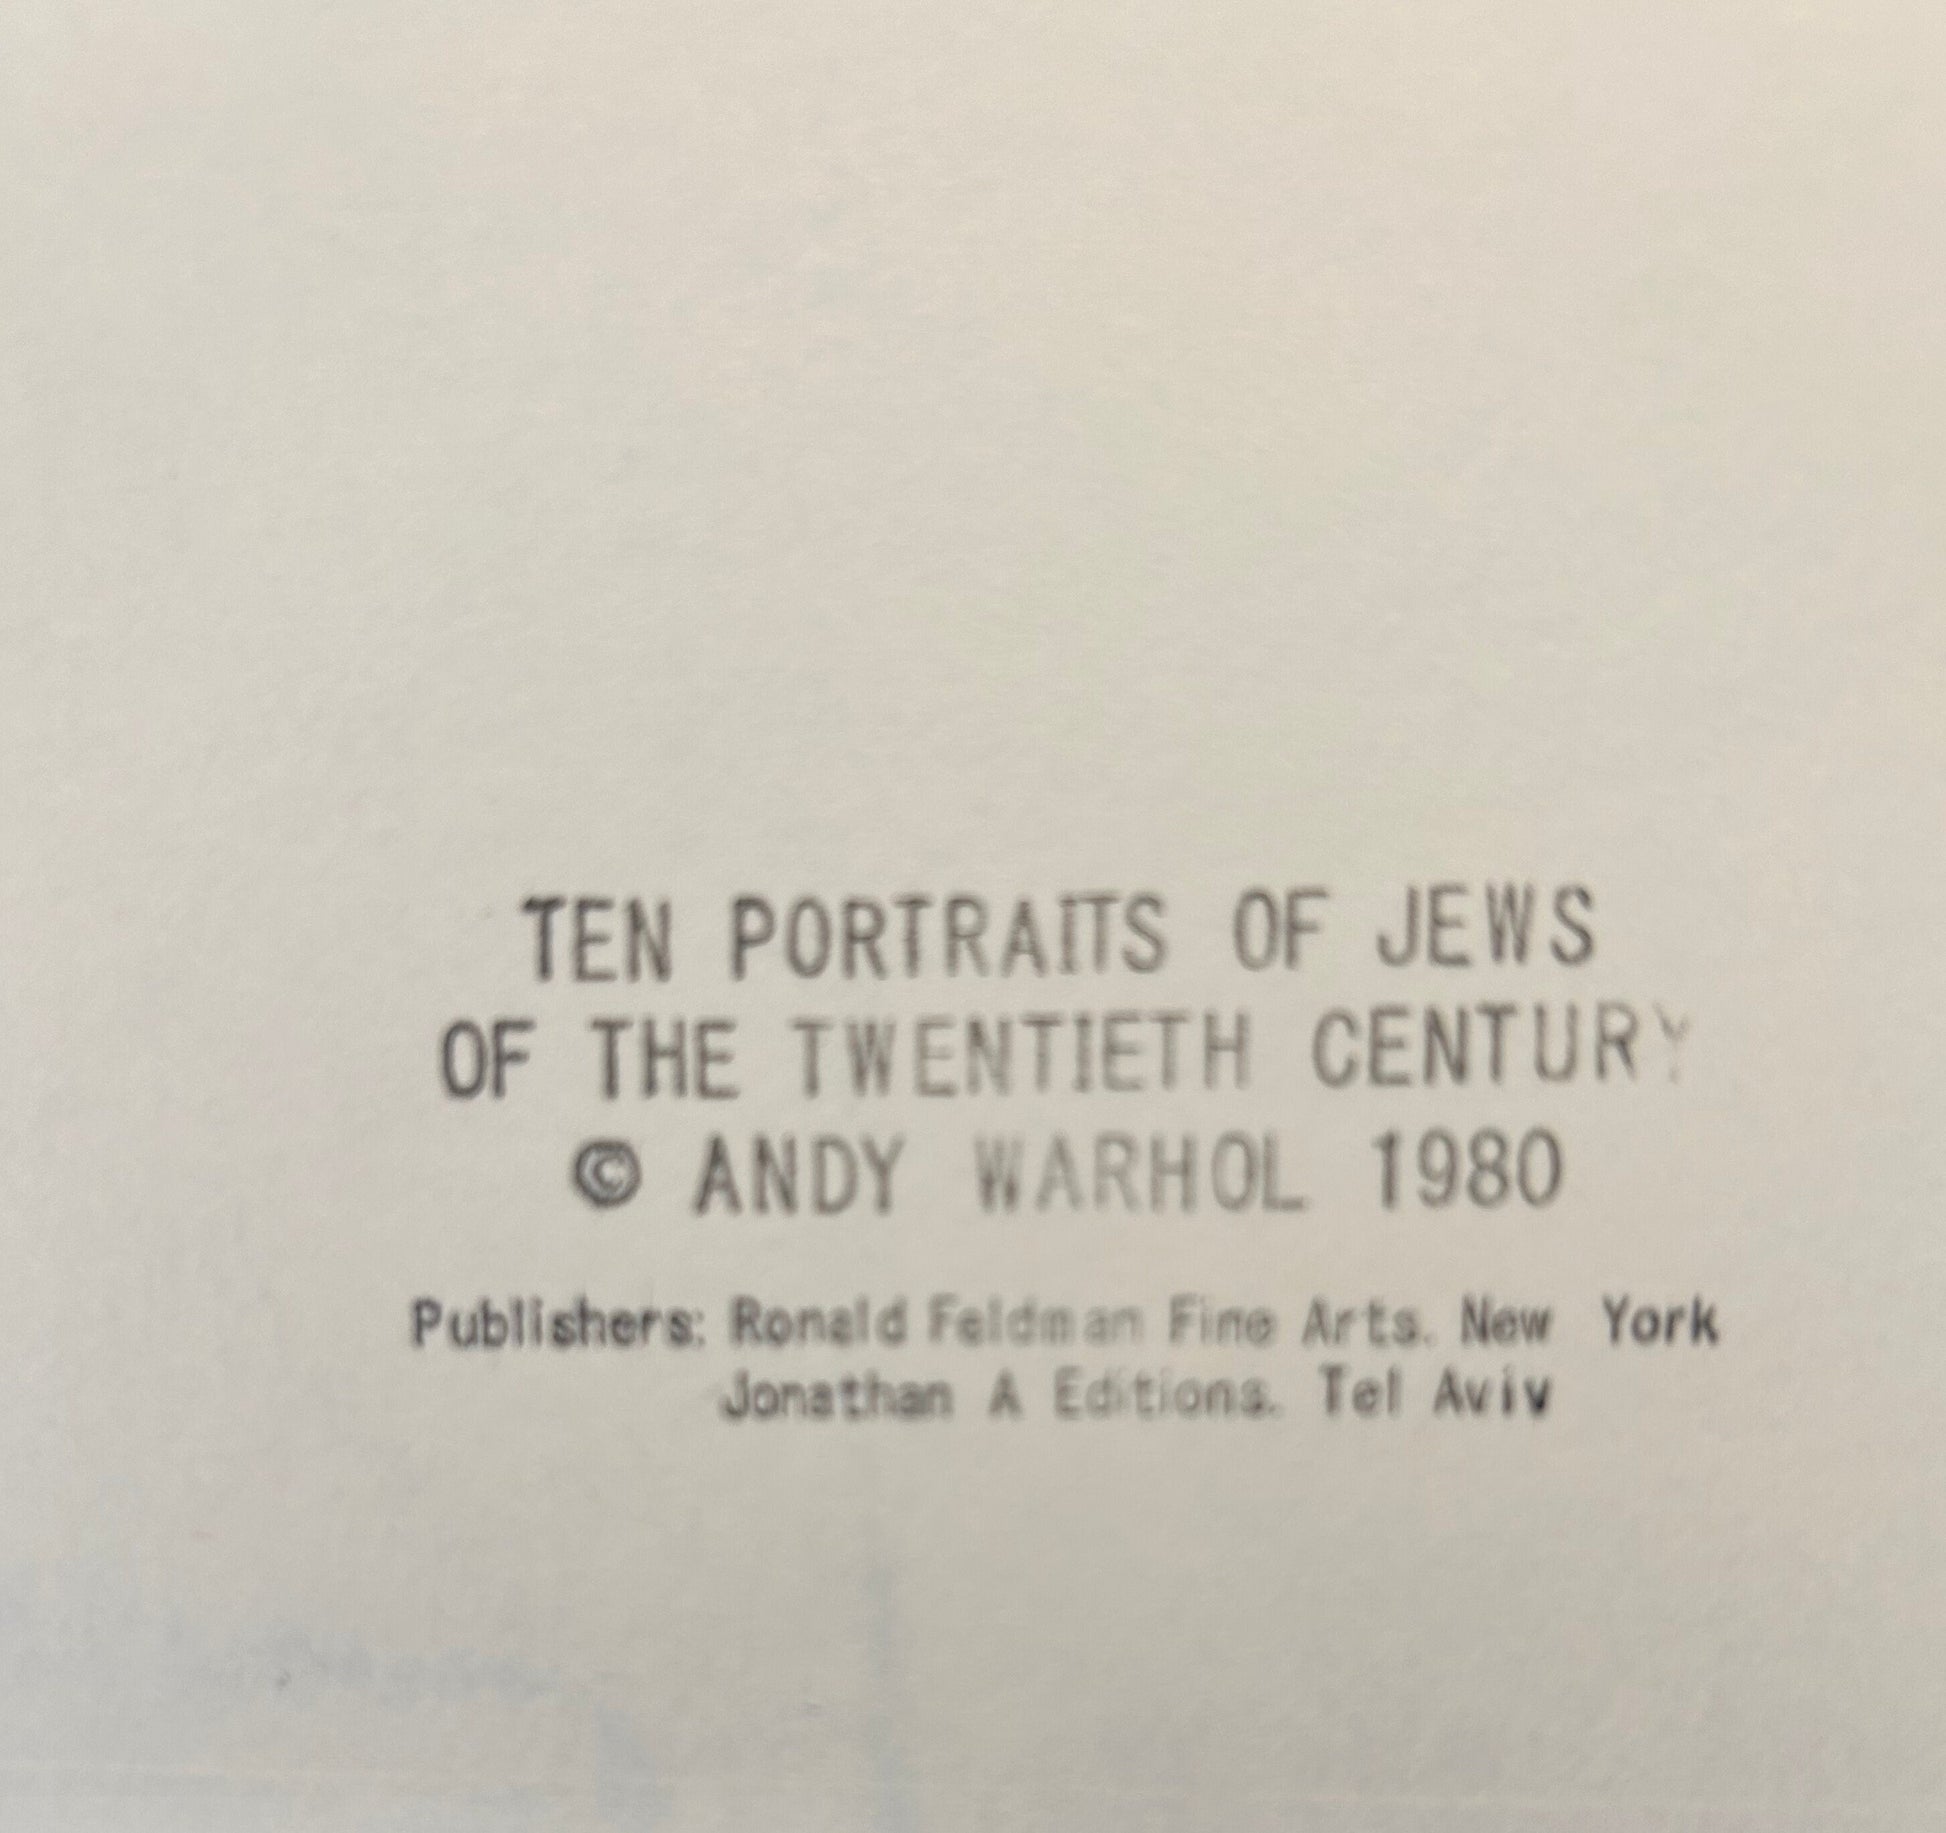 TEN PORTRAITS OF JEWS
OF THE TWENTIETH CENTURY
© ANDY WARHOL 1980
Publishers: Ronald Feldman Fine Arts. New York
Jonathan A Editions. Tel Aviv